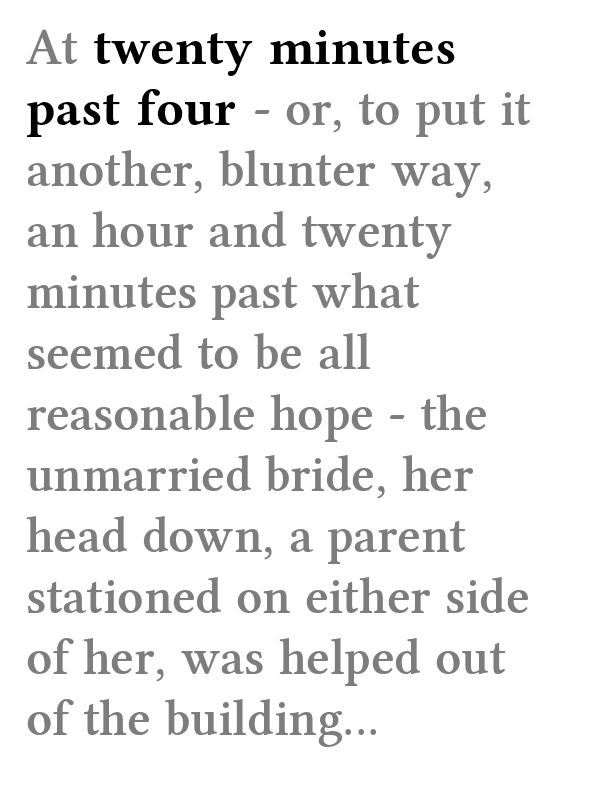 At twenty minutes
past four - or, to put it
another, blunter way,
an hour and twenty
minutes past what
seemed to be all
reasonable hope - the
unmarried bride, her
head down, a parent
stationed on either side
of her, was helped out
of the building...